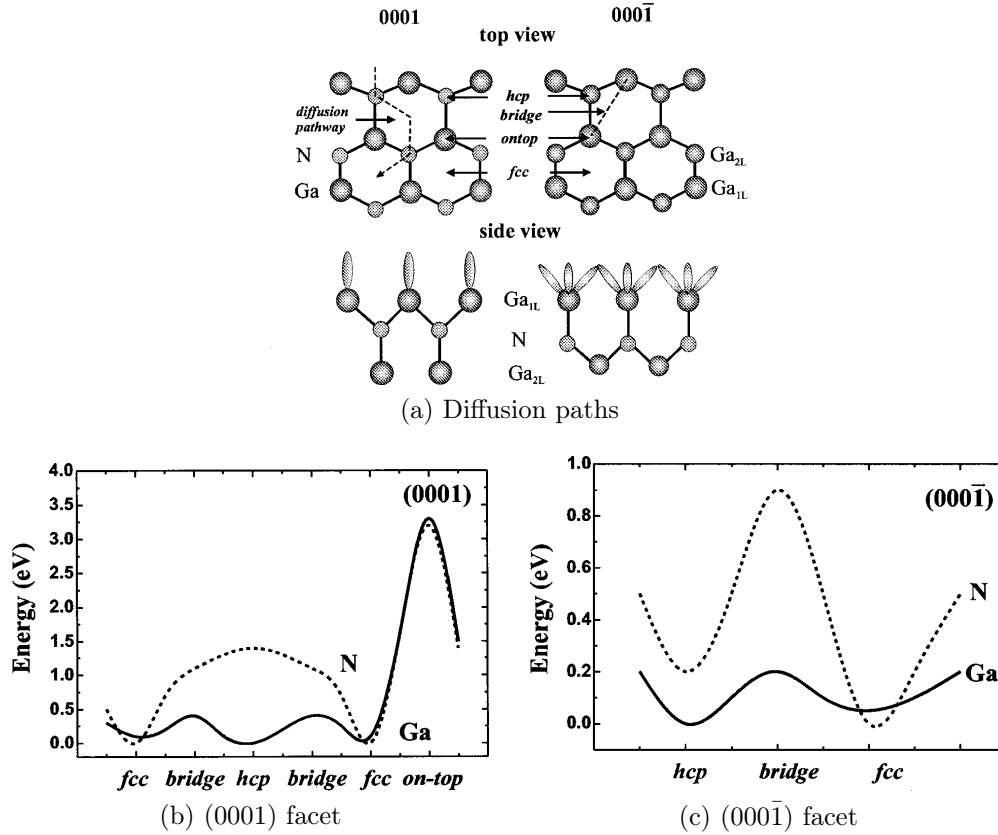 0001
0001̄
top view
diffusion pathway
hcp
bridge
ontop
fcc
N
Ga
Ga2L
Ga1L
side view
Ga1L
N
Ga2L
(a) Diffusion paths
4.0
3.5
3.0
2.5
2.0
1.5
1.0
0.5
0.0
Energy (eV)
(0001)
N
Ga
fcc bridge hcp bridge fcc on-top
(b) (0001) facet
1.0
0.8
0.6
0.4
0.2
0.0
Energy (eV)
(0001̄)
N
Ga
hcp bridge fcc
(c) (0001̄) facet